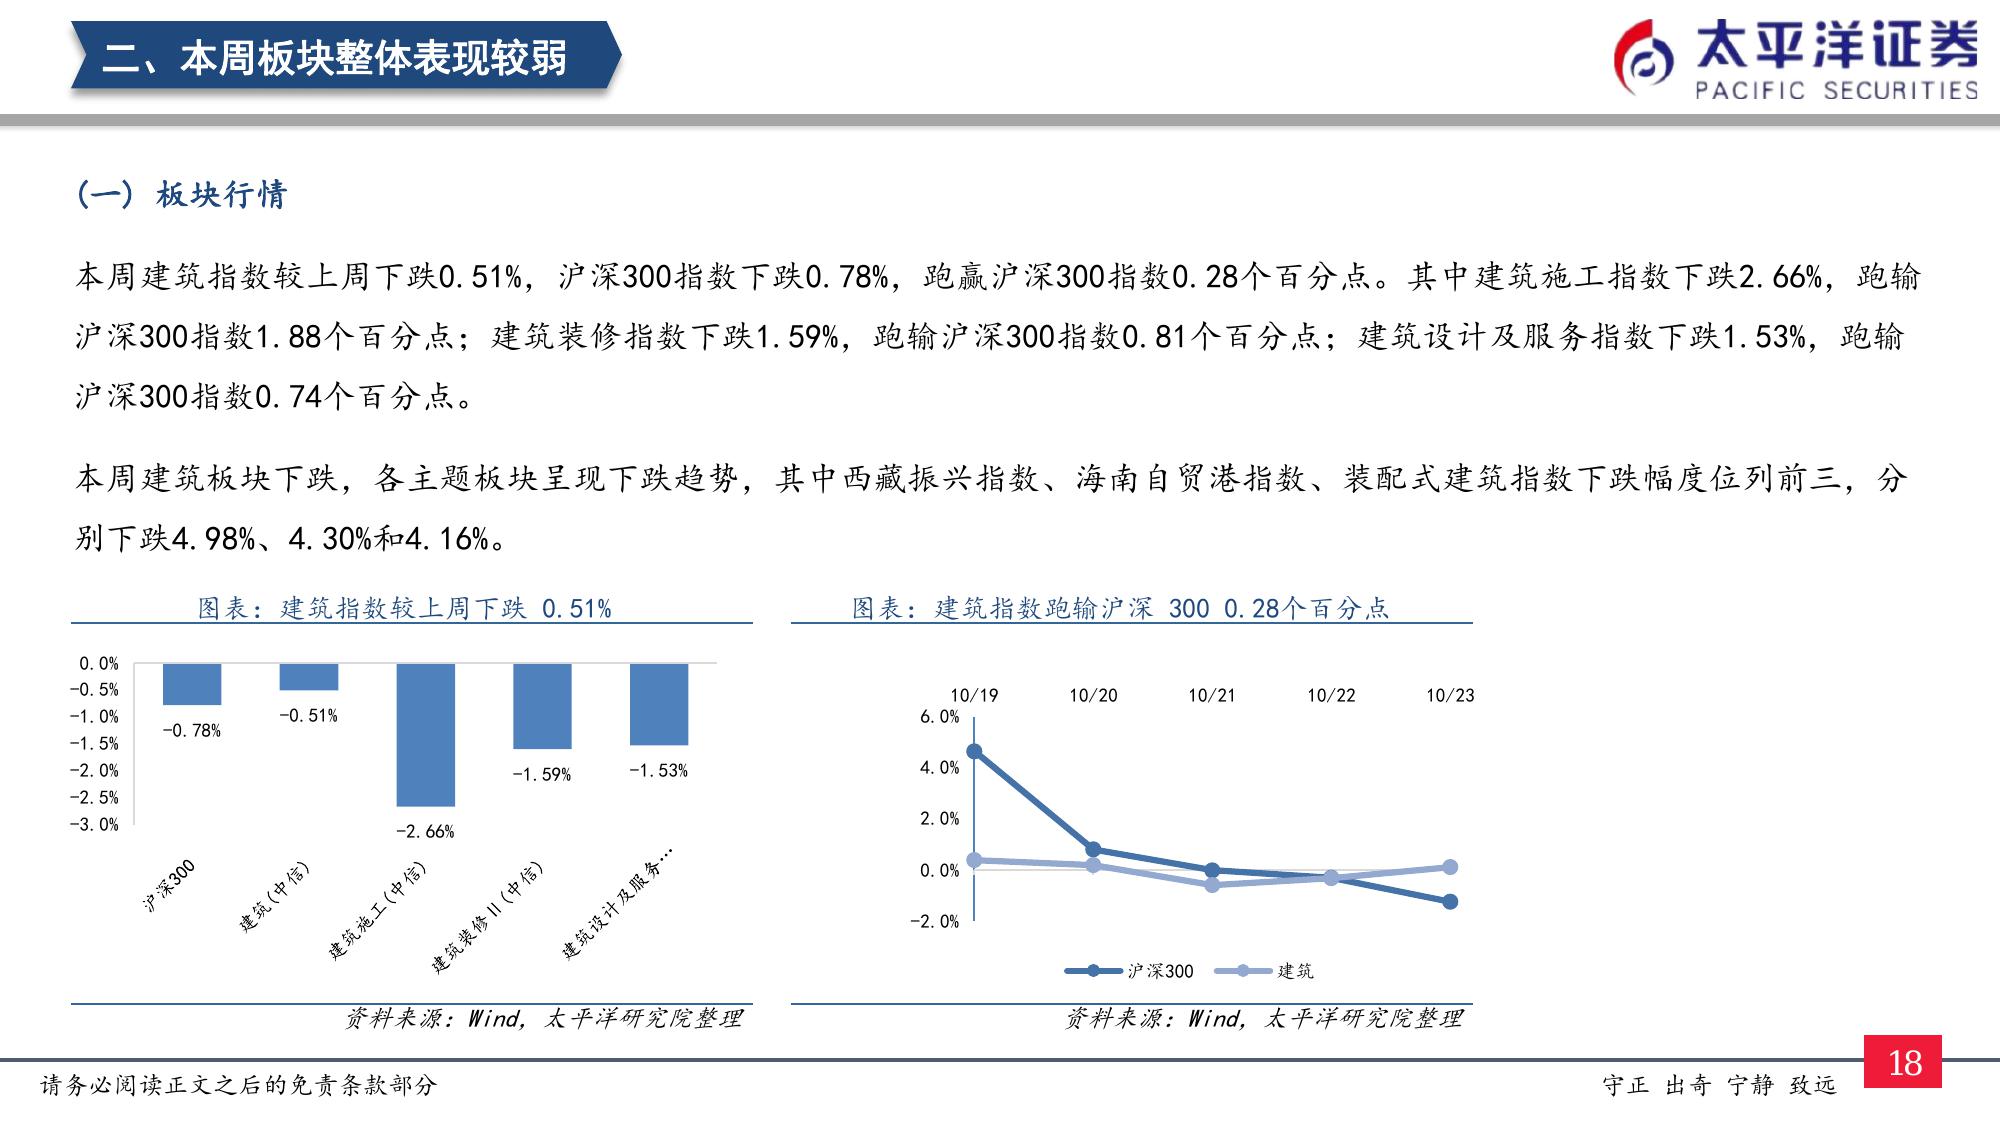 二、本周板块整体表现较弱
太平洋证券
PACIFIC SECURITIES
(一) 板块行情
本周建筑指数较上周下跌0.51%，沪深300指数下跌0.78%，跑赢沪深300指数0.28个百分点。其中建筑施工指数下跌2.66%，跑输
沪深300指数1.88个百分点；建筑装修指数下跌1.59%，跑输沪深300指数0.81个百分点；建筑设计及服务指数下跌1.53%，跑输
沪深300指数0.74个百分点。
本周建筑板块下跌，各主题板块呈现下跌趋势，其中西藏振兴指数、海南自贸港指数、装配式建筑指数下跌幅度位列前三，分
别下跌4.98%、4.30%和4.16%。
图表：建筑指数较上周下跌 0.51%
0.0%
-0.5%
-1.0%
-1.5%
-2.0%
-2.5%
-3.0%
-0.78%
-0.51%
-2.66%
-1.59%
-1.53%
沪深300
建筑(中信)
建筑施工(中信)
建筑装修Ⅱ(中信)
建筑设计及服务…
资料来源：Wind，太平洋研究院整理
图表：建筑指数跑输沪深 300 0.28个百分点
10/19
10/20
10/21
10/22
10/23
6.0%
4.0%
2.0%
0.0%
-2.0%
沪深300
建筑
资料来源：Wind，太平洋研究院整理
请务必阅读正文之后的免责条款部分
守正 出奇 宁静 致远
18